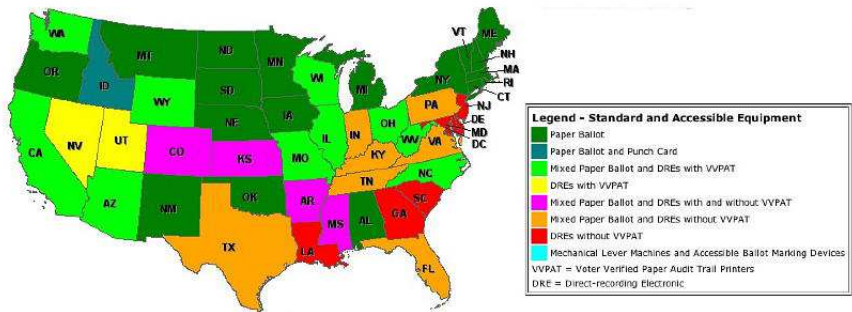 WA
MT
ND
MN
VT
ME
NH
MA
RI
CT
OR
ID
SD
WI
NY
MI
WY
IA
PA
NJ
NE
OH
DE
MD
DC
NV
UT
IL
IN
WV
VA
CA
CO
KS
MO
KY
NC
TN
AZ
NM
OK
AR
SC
MS
AL
GA
TX
LA
FL
Legend - Standard and Accessible Equipment
Paper Ballot
Paper Ballot and Punch Card
Mixed Paper Ballot and DREs with VVPAT
DREs with VVPAT
Mixed Paper Ballot and DREs with and without VVPAT
Mixed Paper Ballot and DREs without VVPAT
DREs without VVPAT
Mechanical Lever Machines and Accessible Ballot Marking Devices
VVPAT = Voter Verified Paper Audit Trail Printers
DRE = Direct-recording Electronic